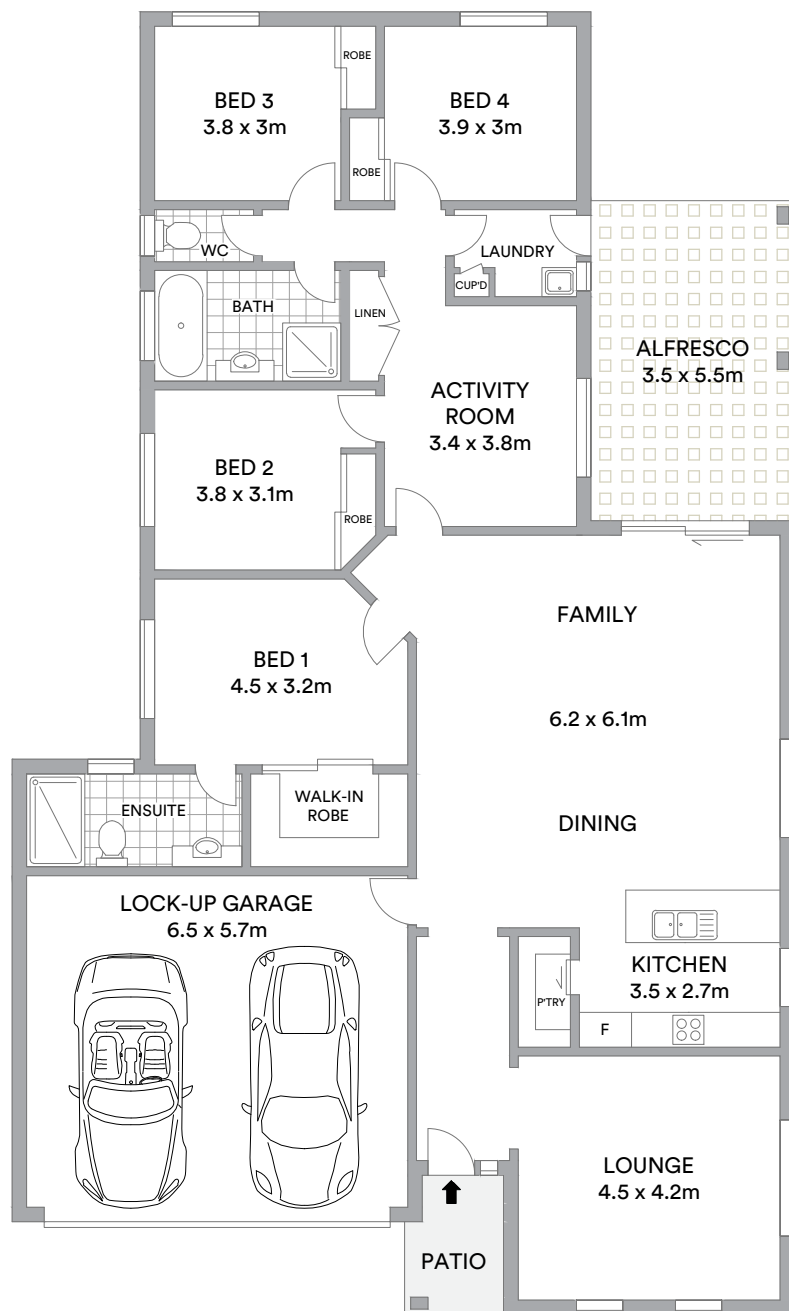 ROBE
BED 3
3.8 x 3m
BED 4
3.9 x 3m
ROBE
WC
LAUNDRY
CUP'D
BATH
LINEN
ALFRESCO
3.5 x 5.5m
ACTIVITY
ROOM
3.4 x 3.8m
BED 2
3.8 x 3.1m
ROBE
FAMILY
BED 1
4.5 x 3.2m
6.2 x 6.1m
WALK-IN
ROBE
ENSUITE
DINING
LOCK-UP GARAGE
6.5 x 5.7m
KITCHEN
3.5 x 2.7m
P'TRY
F
LOUNGE
4.5 x 4.2m
PATIO